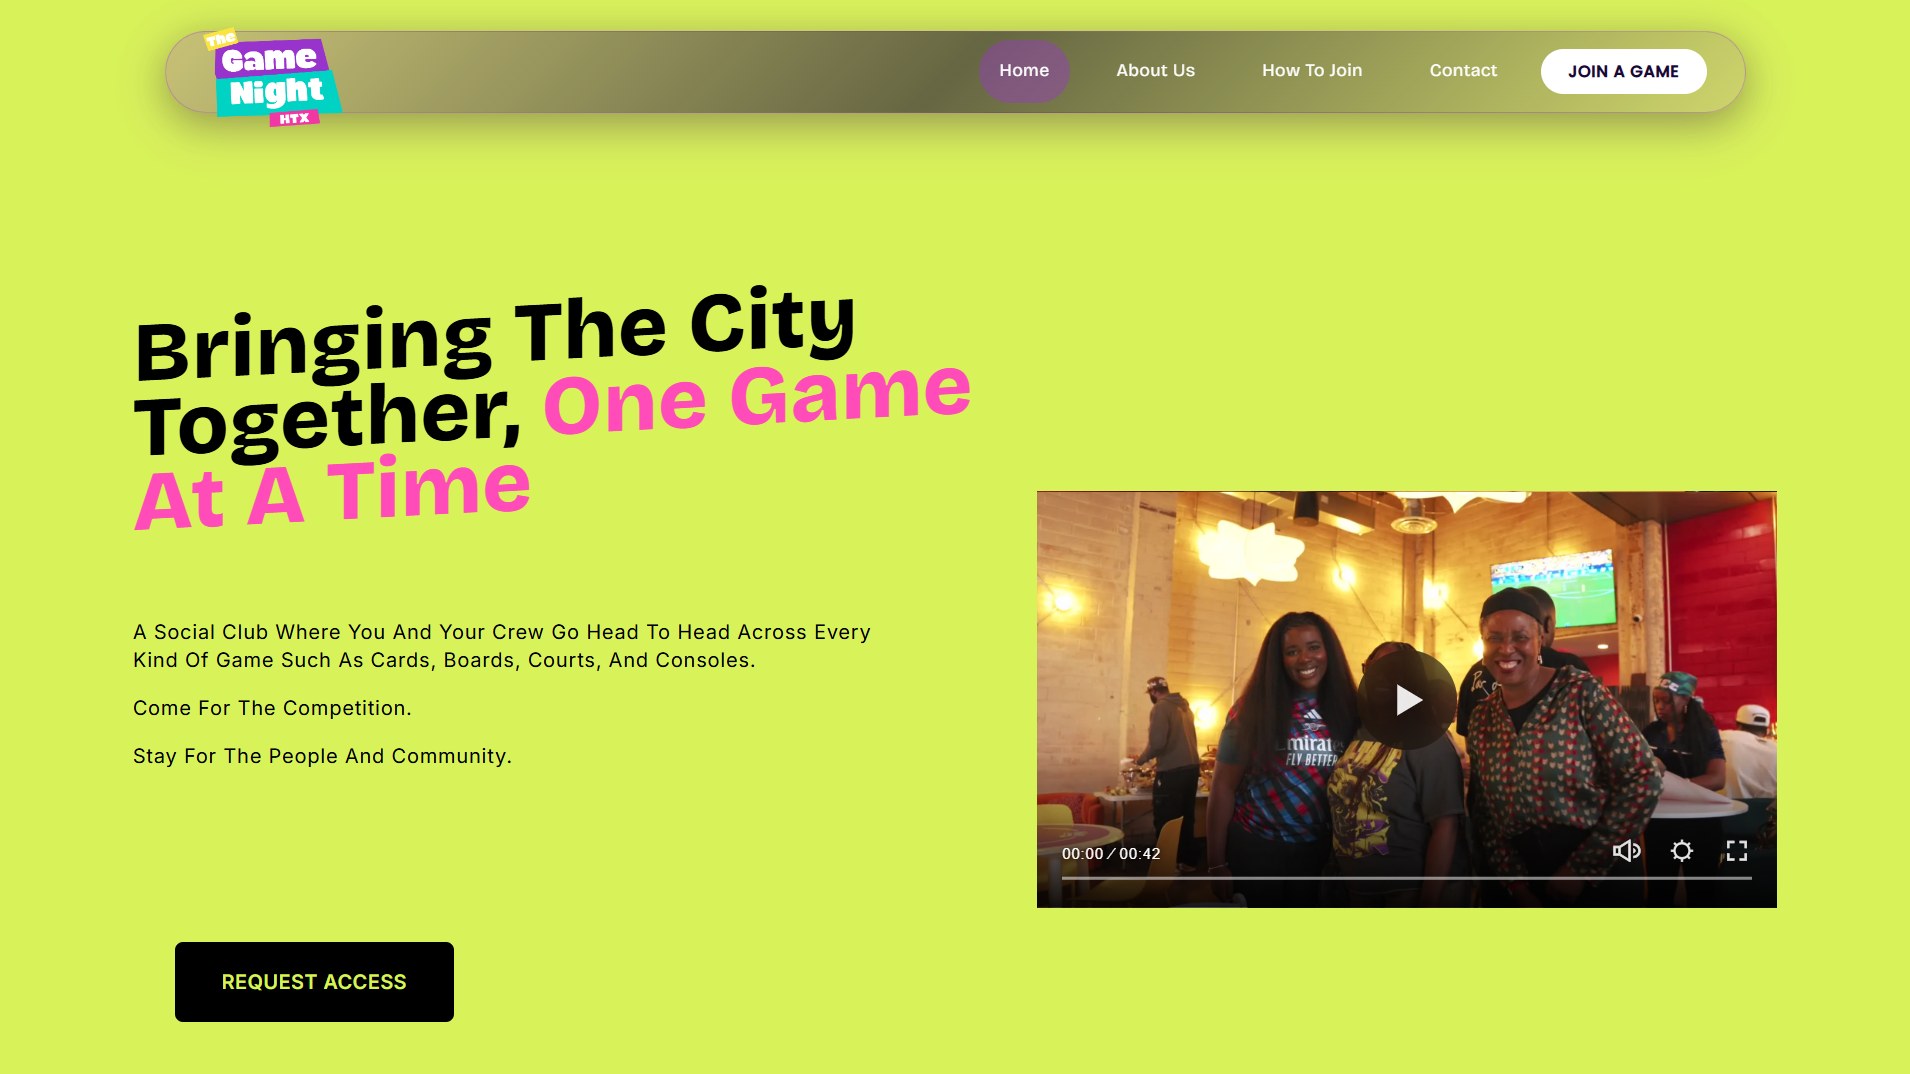 The
Game
Night
HTX
Home
About Us
How To Join
Contact
JOIN A GAME
Bringing The City
Together, One Game
At A Time
A Social Club Where You And Your Crew Go Head To Head Across Every
Kind Of Game Such As Cards, Boards, Courts, And Consoles.
Come For The Competition.
Stay For The People And Community.
Emirates
FLY BETTER
00:00 / 00:42
REQUEST ACCESS